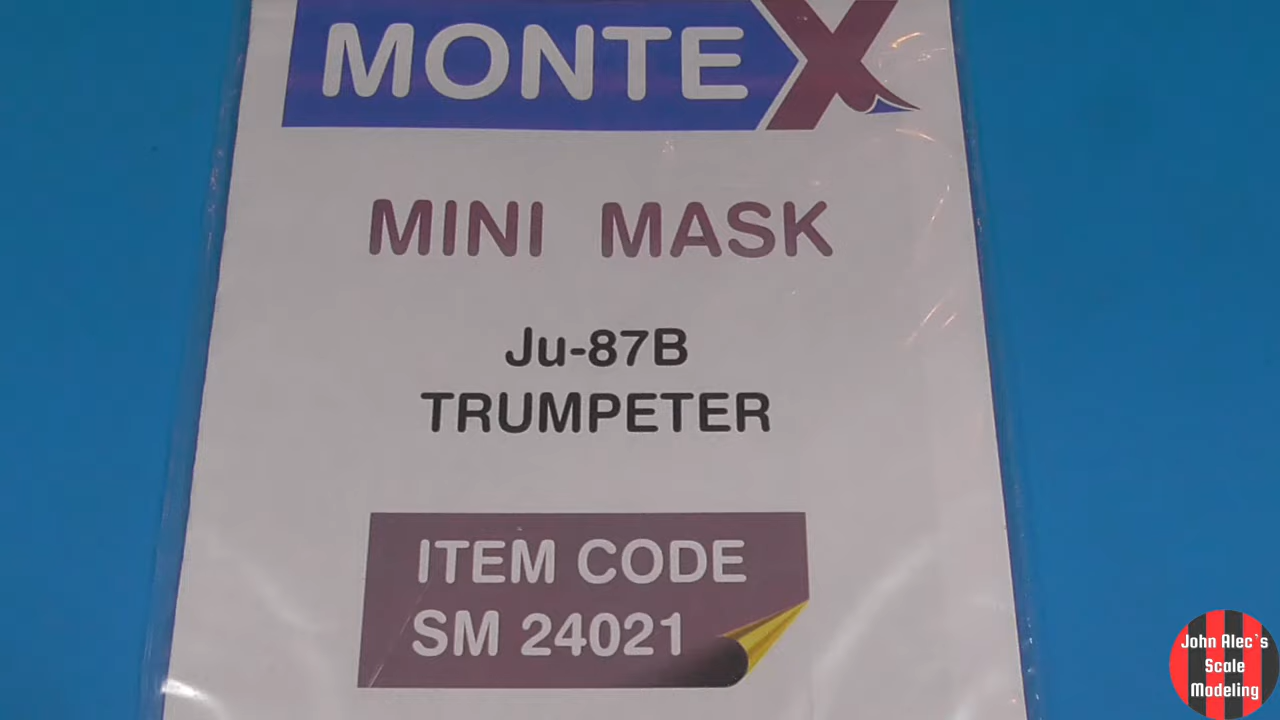 MONTEX
MINI MASK
Ju-87B
TRUMPETER
ITEM CODE
SM 24021
John Alec's
Scale
Modeling